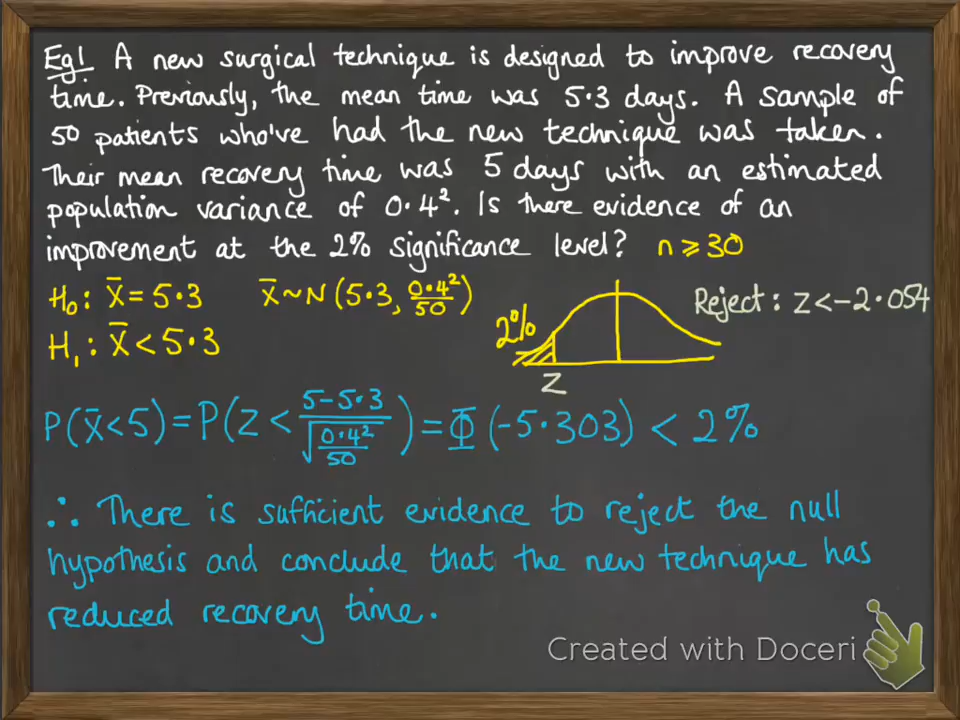 Eg1 A new surgical technique is designed to improve recovery
time. Previously, the mean time was 5.3 days. A sample of
50 patients who've had the new technique was taken.
Their mean recovery time was 5 days with an estimated
population variance of 0.4². Is there evidence of an
improvement at the 2% significance level? n ≥ 30
H₀: X̄ = 5.3 X̄ ~ N (5.3, 0.4²/50) 2% Z Reject: Z < -2.054
H₁: X̄ < 5.3
P(X̄ < 5) = P(Z < (5-5.3)/√(0.4²/50)) = Φ(-5.303) < 2%
∴ There is sufficient evidence to reject the null
hypothesis and conclude that the new technique has
reduced recovery time.
Created with Doceri